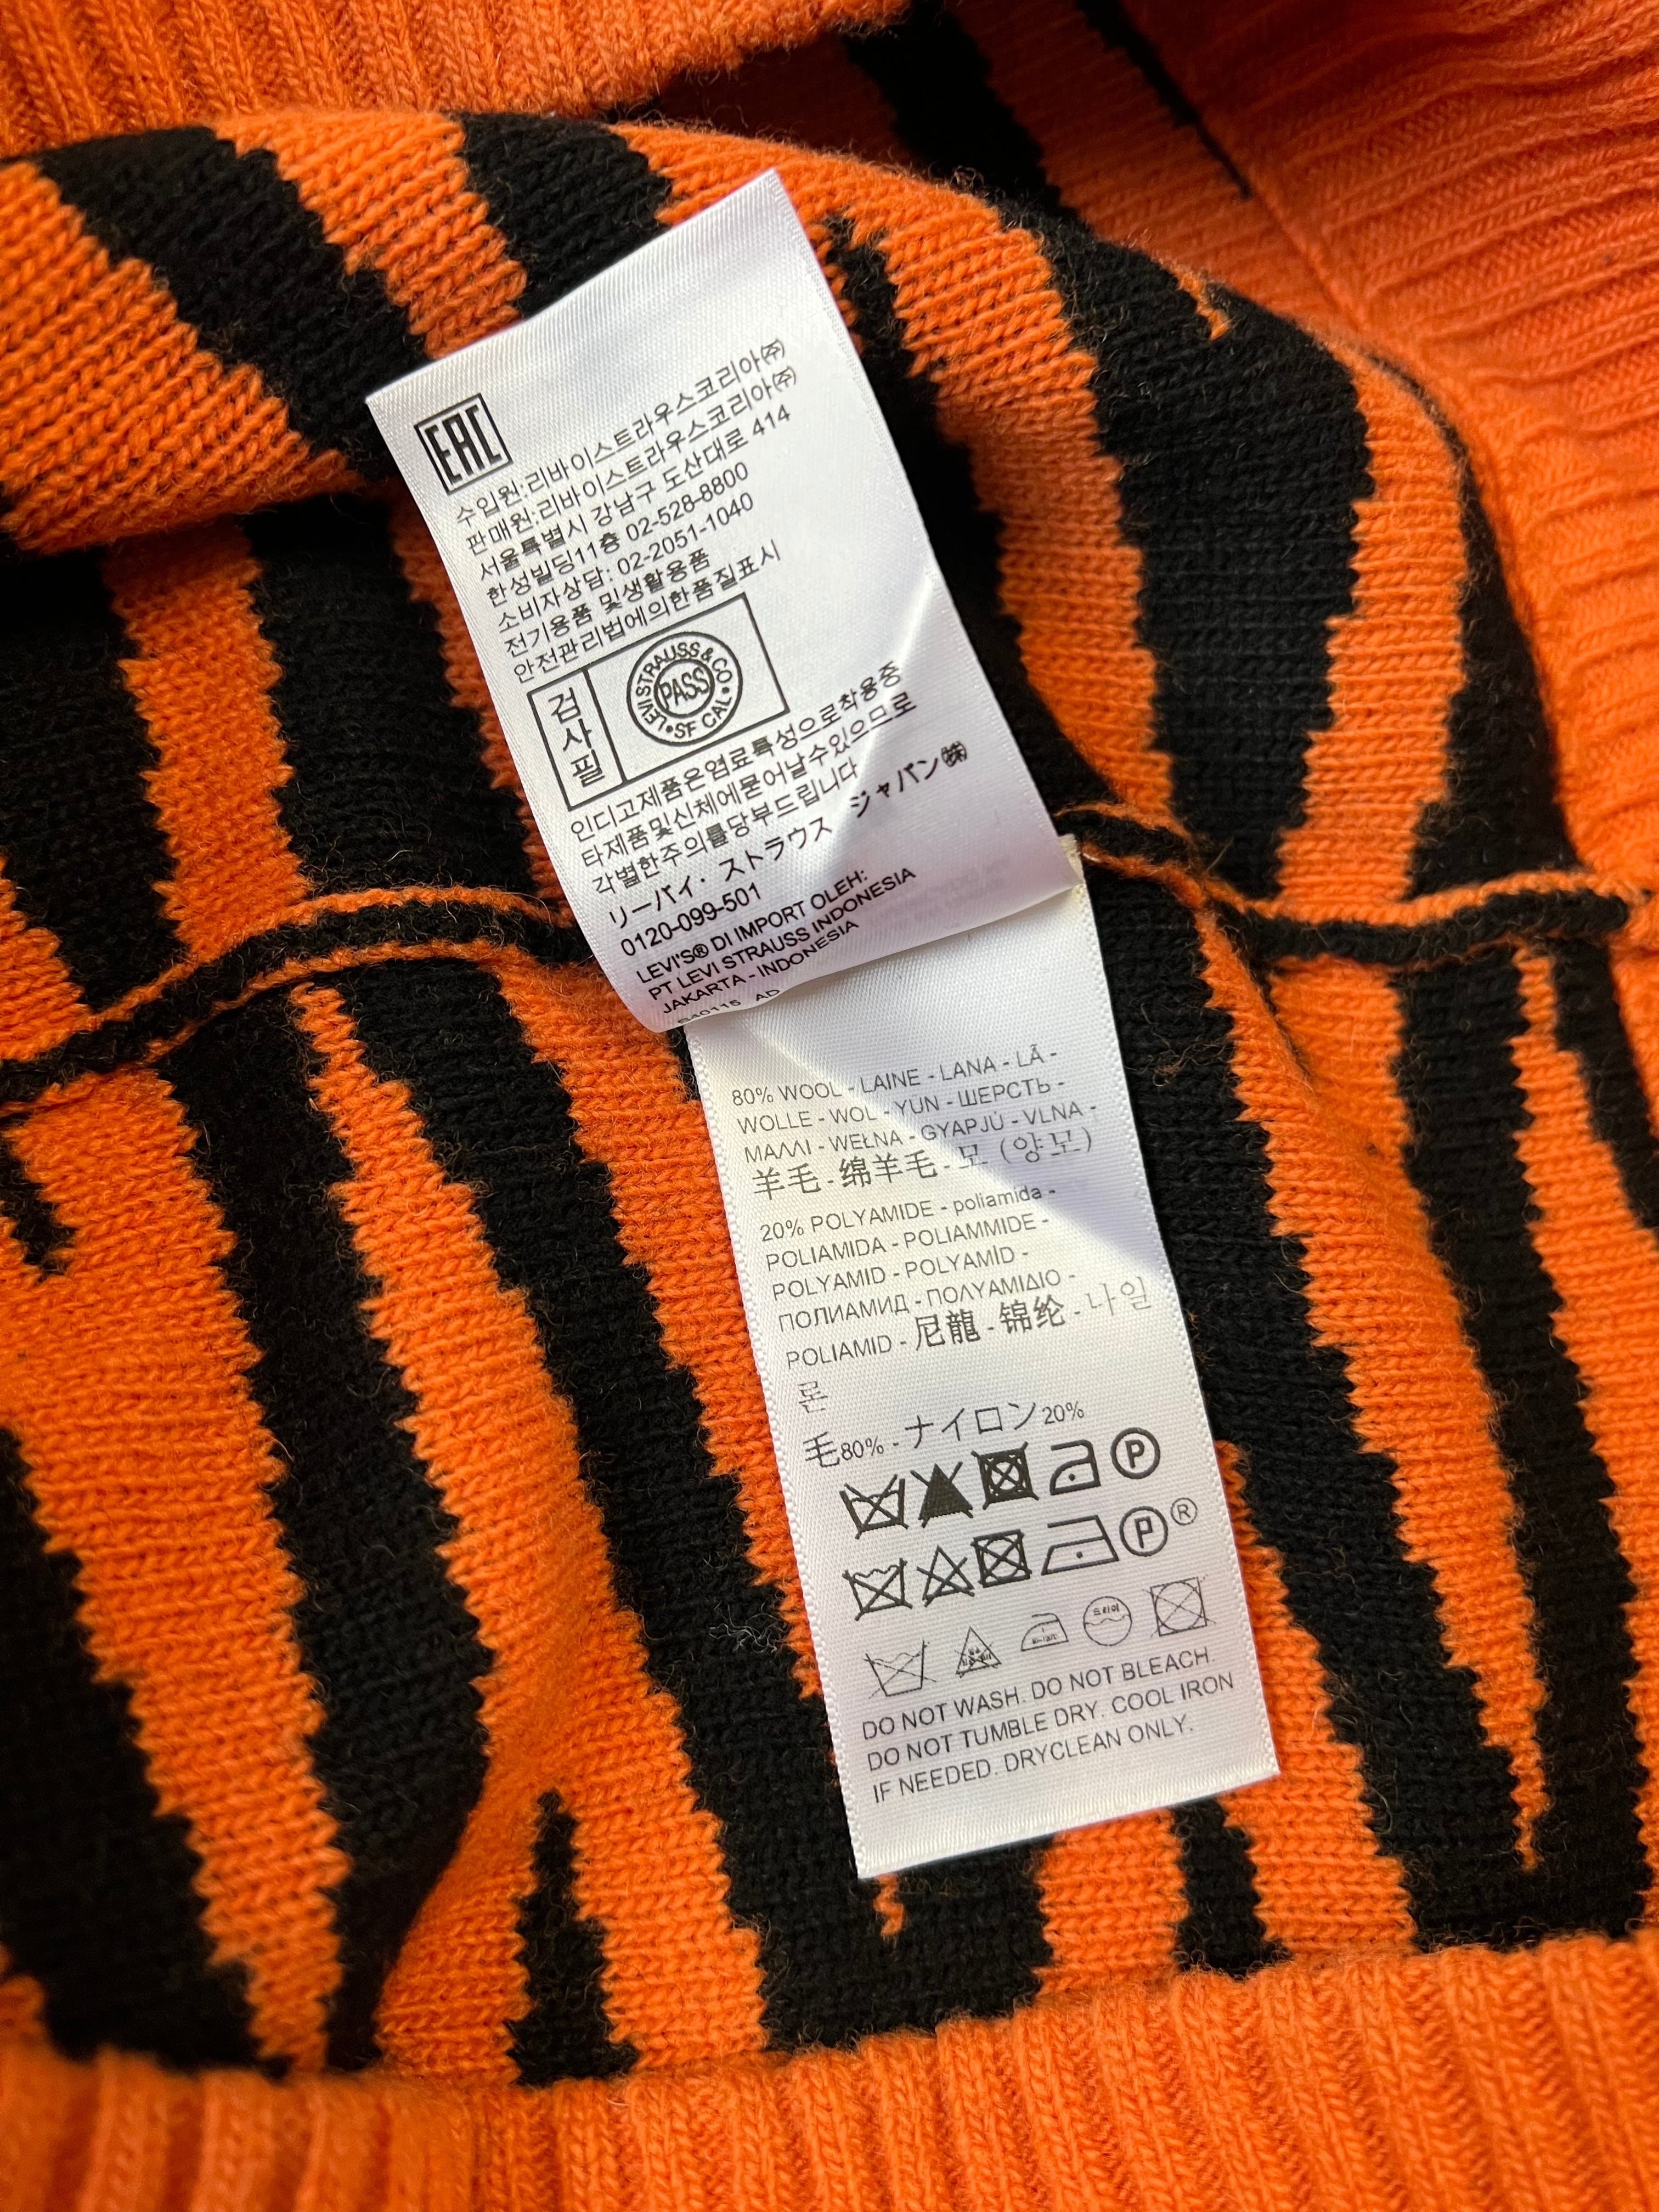 EAC
수입원:리바이스트라우스코리아㈜
판매원:리바이스트라우스코리아㈜
서울특별시 강남구 도산대로 414
한성빌딩11층 02-528-8800
소비자상담: 02-2051-1040
전기용품 및생활용품
안전관리법에의한품질표시
검사필
LEVI STRAUSS & CO
PASS
SF CAL
인디고제품은염료특성으로착용중
타제품및신체에묻어날수있으므로
각별한주의를당부드립니다
リーバイ・ストラウス ジャパン㈱
0120-099-501
LEVI'S® DI IMPORT OLEH:
PT LEVI STRAUSS INDONESIA
JAKARTA - INDONESIA
80% WOOL - LAINE - LANA - LÃ -
WOLLE - WOL - YÜN - ШЕРСТЬ -
ΜΑΛΛΙ - WEŁNA - GYAPJÚ - VLNA -
羊毛 - 绵羊毛 - 모 (양모)
20% POLYAMIDE - poliamida -
POLIAMIDA - POLIAMMIDE -
POLYAMID - POLYAMİD -
ПОЛИАМИД - ΠΟΛΥΑΜΙΔΙΟ -
POLIAMID - 尼龍 - 锦纶 - 나일
론
毛80% - ナイロン20%
P
P ®
드라이
DO NOT WASH. DO NOT BLEACH
DO NOT TUMBLE DRY. COOL IRON
IF NEEDED. DRYCLEAN ONLY.